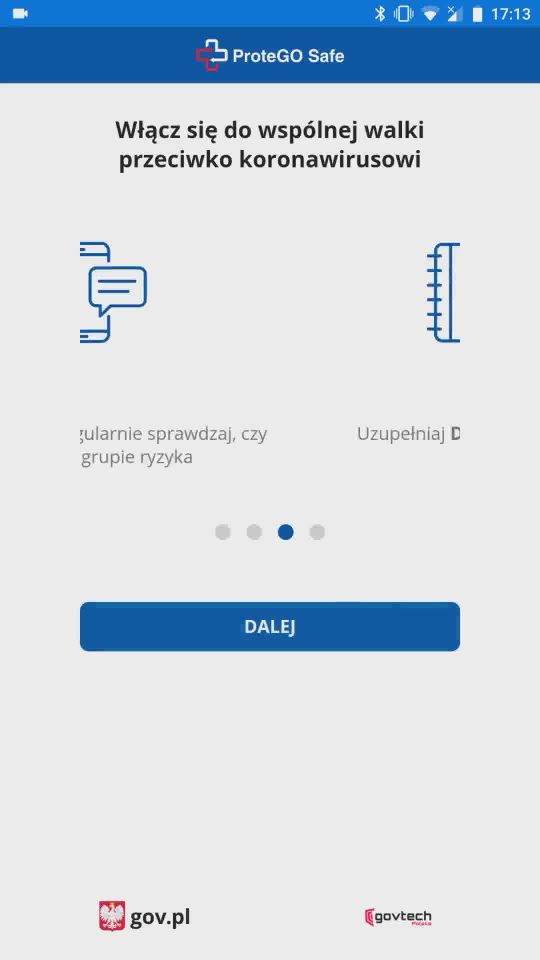 17:13
ProteGO Safe
Włącz się do wspólnej walki
przeciwko koronawirusowi
gularnie sprawdzaj, czy
grupie ryzyka
Uzupełniaj D
DALEJ
gov.pl
govtech
Polska